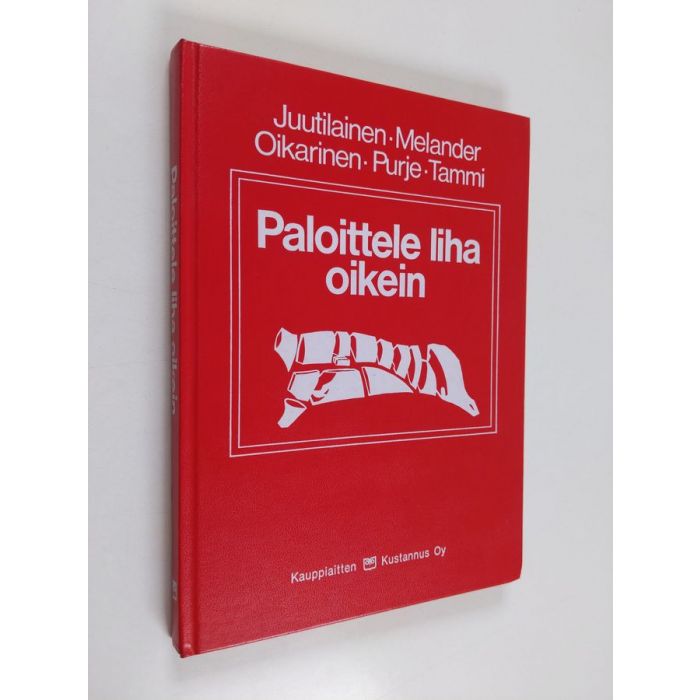 Juutilainen · Melander
Oikarinen · Purje · Tammi
Paloittele liha
oikein
Kauppiaitten Kustannus Oy
Paloittele liha oikein